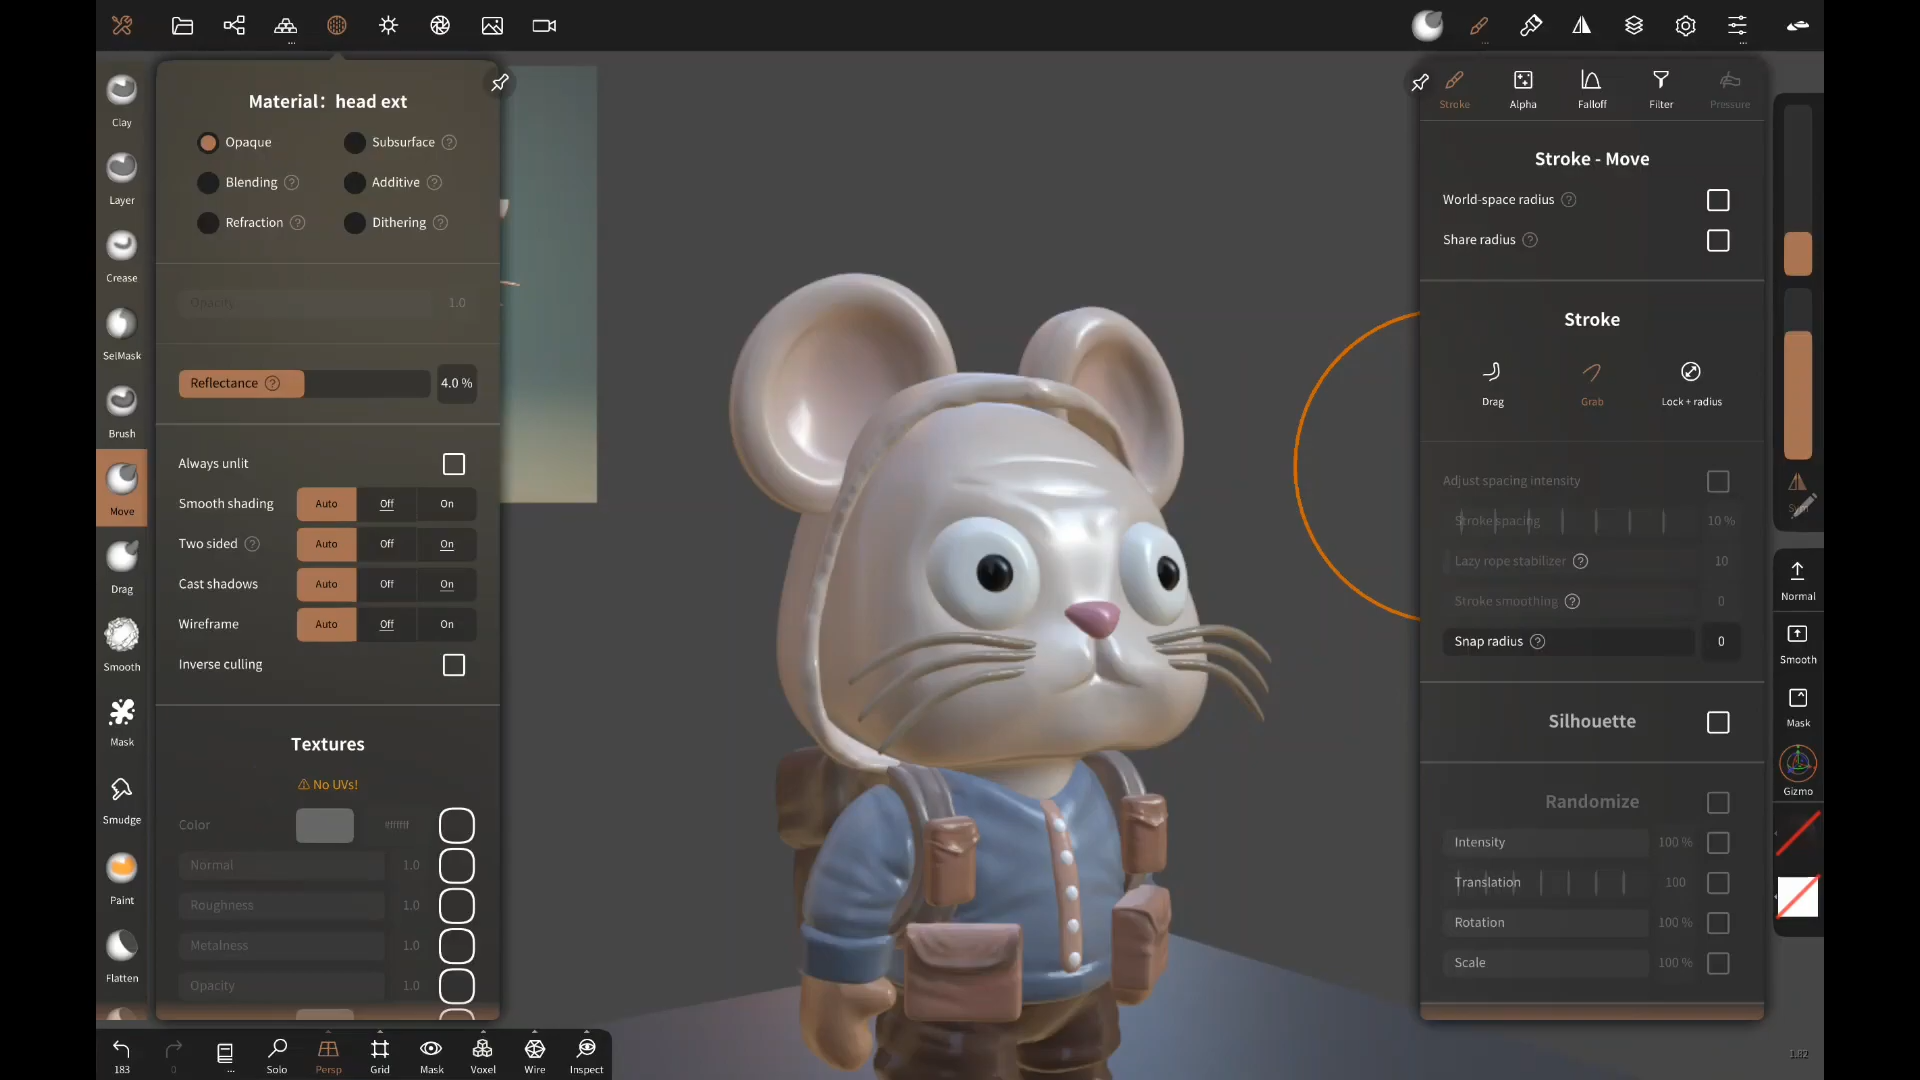 Clay
Layer
Crease
SelMask
Brush
Move
Drag
Smooth
Mask
Smudge
Paint
Flatten
Material: head ext
Opaque
Subsurface
Blending
Additive
Refraction
Dithering
Opacity 1.0
Reflectance 4.0 %
Always unlit
Smooth shading Auto Off On
Two sided Auto Off On
Cast shadows Auto Off On
Wireframe Auto Off On
Inverse culling
Textures
No UVs!
Color ffffff
Normal 1.0
Roughness 1.0
Metalness 1.0
Opacity 1.0
183
0
...
Solo
Persp
Grid
Mask
Voxel
Wire
Inspect
Stroke
Alpha
Falloff
Filter
Pressure
Stroke - Move
World-space radius
Share radius
Stroke
Drag
Grab
Lock + radius
Adjust spacing intensity
Stroke spacing 10 %
Lazy rope stabilizer 10
Stroke smoothing 0
Snap radius 0
Silhouette
Randomize
Intensity 100 %
Translation 100
Rotation 100 %
Scale 100 %
Sym
Normal
Smooth
Mask
Gizmo
1.82